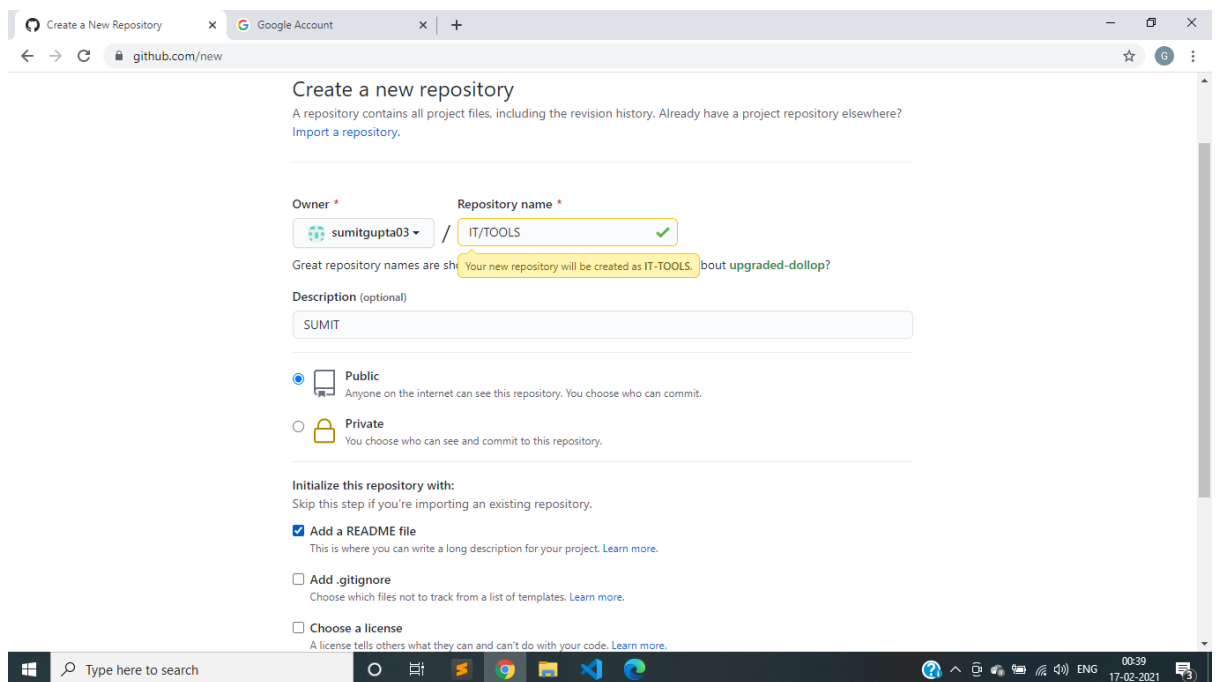 Create a New Repository
Google Account
github.com/new
G
Create a new repository
A repository contains all project files, including the revision history. Already have a project repository elsewhere?
Import a repository.
Owner * Repository name *
sumitgupta03 / IT/TOOLS
Great repository names are sh Your new repository will be created as IT-TOOLS. bout upgraded-dollop?
Description (optional)
SUMIT
Public
Anyone on the internet can see this repository. You choose who can commit.
Private
You choose who can see and commit to this repository.
Initialize this repository with:
Skip this step if you're importing an existing repository.
Add a README file
This is where you can write a long description for your project. Learn more.
Add .gitignore
Choose which files not to track from a list of templates. Learn more.
Choose a license
A license tells others what they can and can't do with your code. Learn more.
Type here to search
ENG
00:39
17-02-2021
3